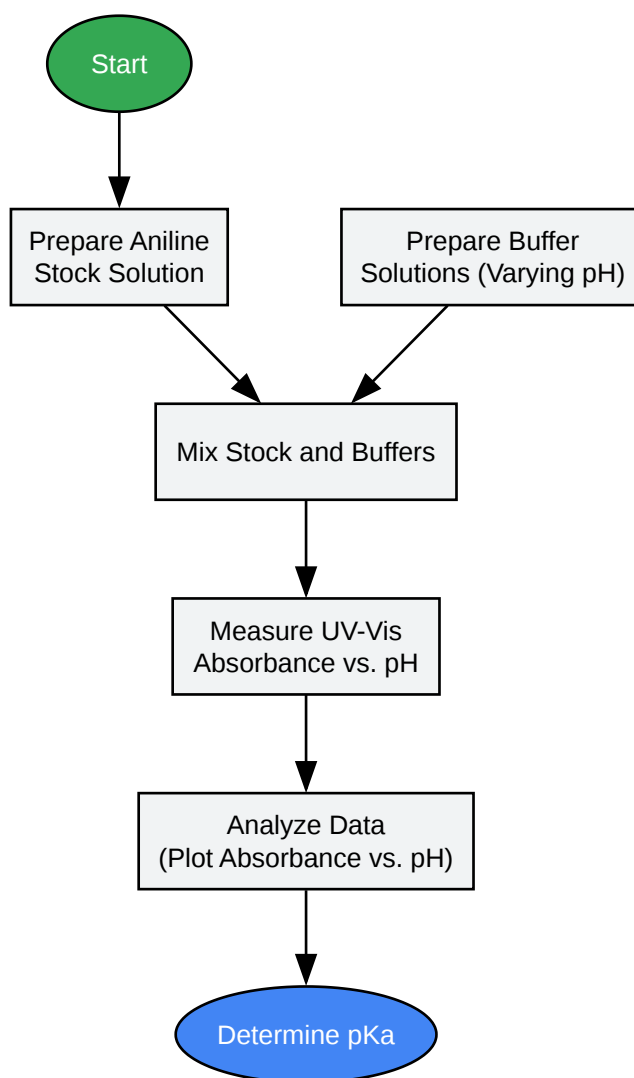 Start
Prepare Aniline
Stock Solution
Prepare Buffer
Solutions (Varying pH)
Mix Stock and Buffers
Measure UV-Vis
Absorbance vs. pH
Analyze Data
(Plot Absorbance vs. pH)
Determine pKa